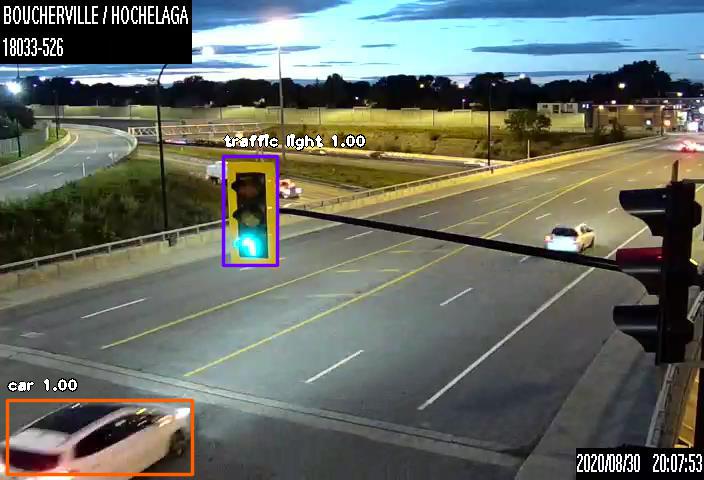 BOUCHERVILLE / HOCHELAGA
18033-526
traffic light 1.00
car 1.00
2020/08/30 20:07:53